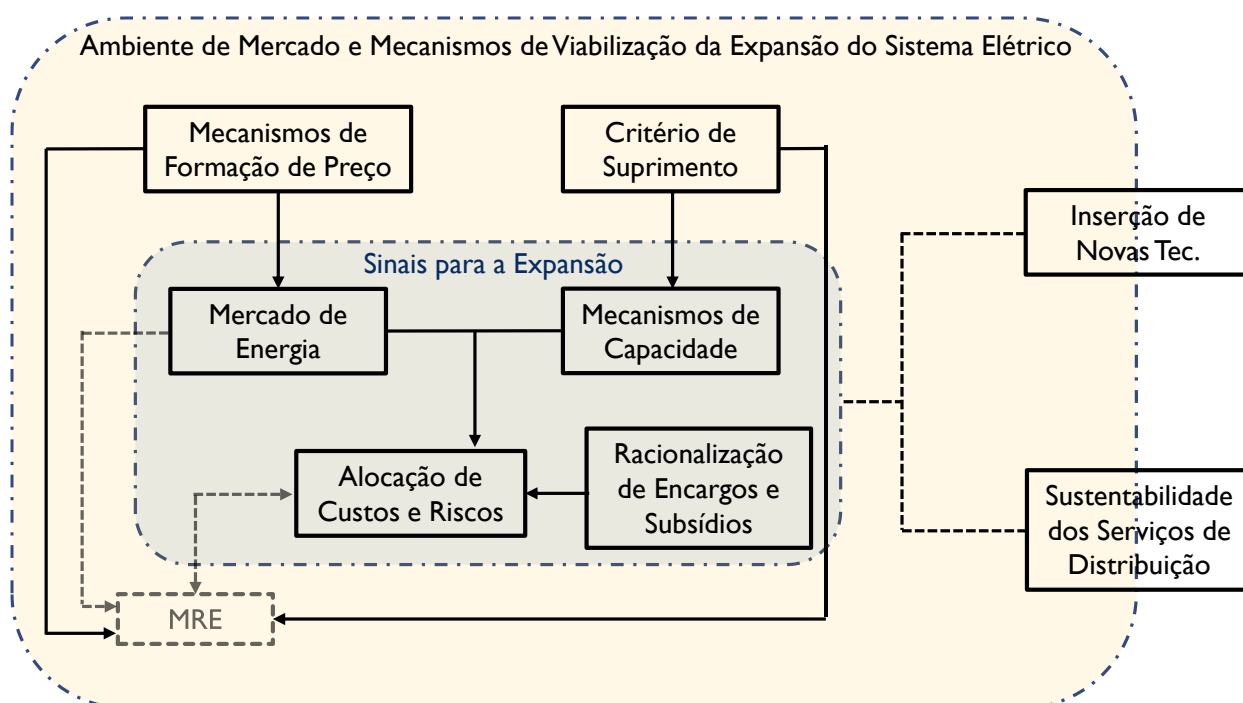 Ambiente de Mercado e Mecanismos de Viabilização da Expansão do Sistema Elétrico
Mecanismos de
Formação de Preço
Critério de
Suprimento
Inserção de
Novas Tec.
Sinais para a Expansão
Mercado de
Energia
Mecanismos de
Capacidade
Alocação de
Custos e Riscos
Racionalização
de Encargos e
Subsídios
Sustentabilidade
dos Serviços de
Distribuição
MRE